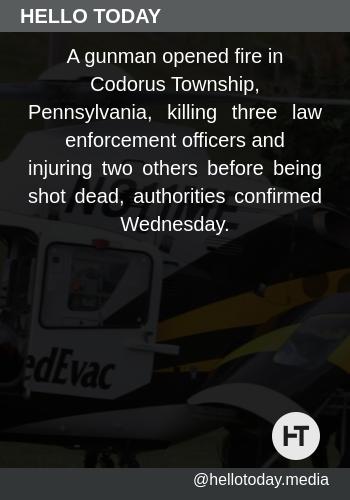 HELLO TODAY
A gunman opened fire in
Codorus Township,
Pennsylvania, killing three law
enforcement officers and
injuring two others before being
shot dead, authorities confirmed
Wednesday.
edEvac
HT
@hellotoday.media